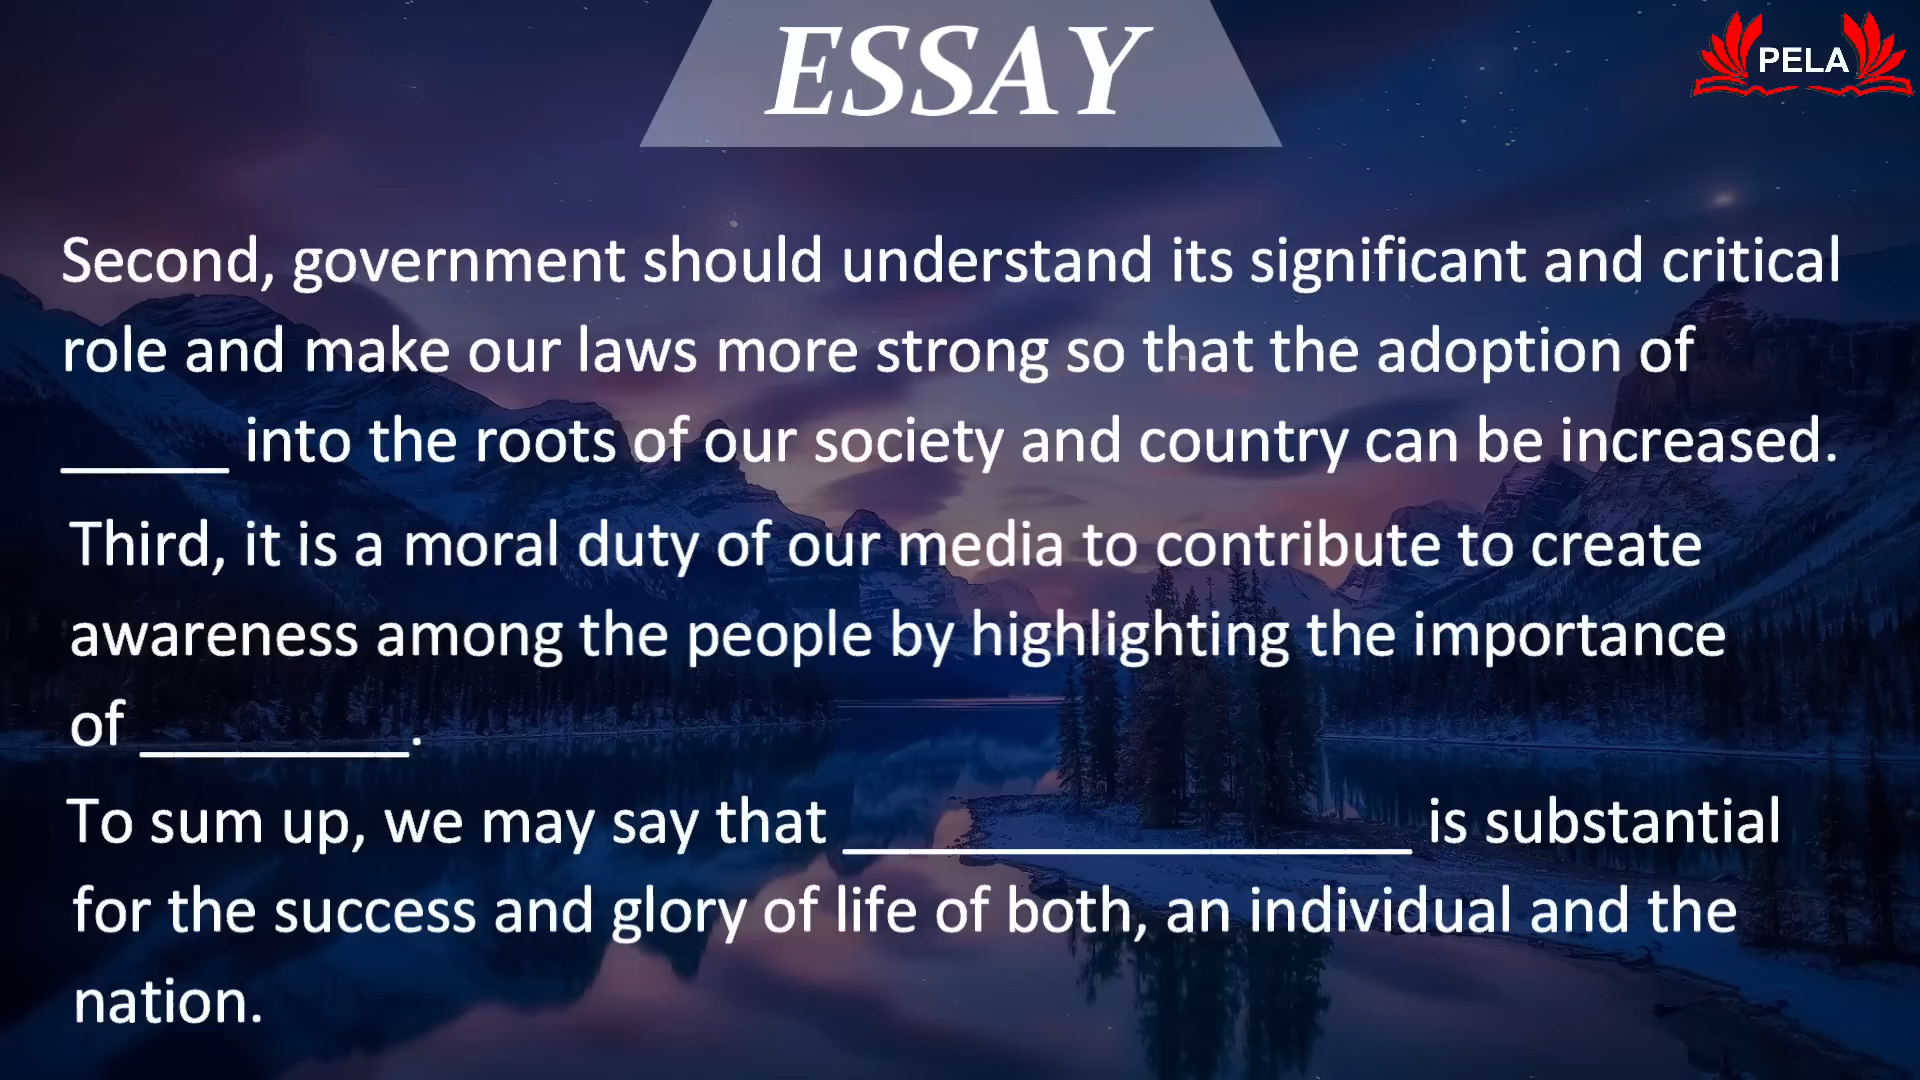 ESSAY
PELA
Second, government should understand its significant and critical
role and make our laws more strong so that the adoption of
_____ into the roots of our society and country can be increased.
Third, it is a moral duty of our media to contribute to create
awareness among the people by highlighting the importance
of ________.
To sum up, we may say that _________________ is substantial
for the success and glory of life of both, an individual and the
nation.